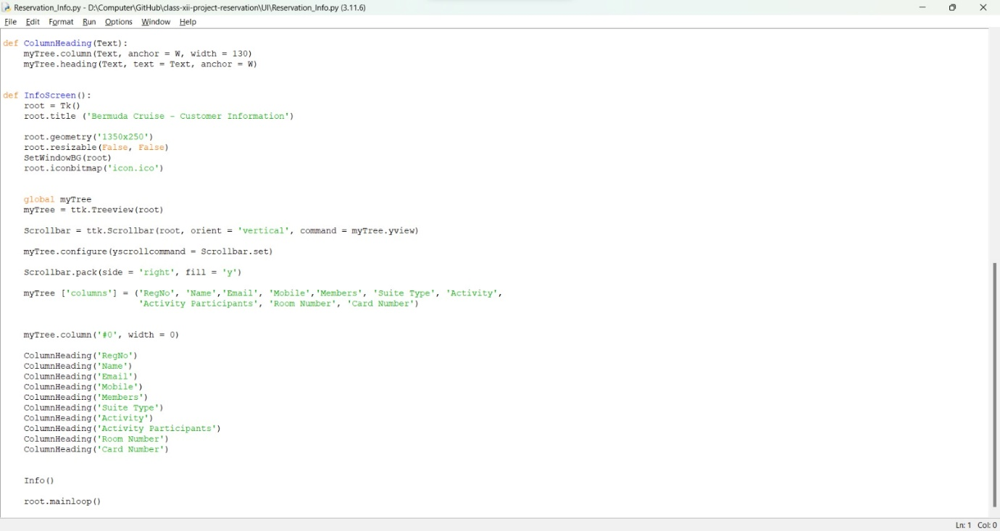 Reservation_Info.py - D:\Computer\GitHub\class-xii-project-reservation\UI\Reservation_Info.py (3.11.6)
File Edit Format Run Options Window Help
def ColumnHeading(Text):
    myTree.column(Text, anchor = W, width = 130)
    myTree.heading(Text, text = Text, anchor = W)
def InfoScreen():
    root = Tk()
    root.title ('Bermuda Cruise - Customer Information')
    root.geometry('1350x250')
    root.resizable(False, False)
    SetWindowBG(root)
    root.iconbitmap('icon.ico')
    global myTree
    myTree = ttk.Treeview(root)
    Scrollbar = ttk.Scrollbar(root, orient = 'vertical', command = myTree.yview)
    myTree.configure(yscrollcommand = Scrollbar.set)
    Scrollbar.pack(side = 'right', fill = 'y')
    myTree ['columns'] = ('RegNo', 'Name','Email', 'Mobile','Members', 'Suite Type', 'Activity',
                          'Activity Participants', 'Room Number', 'Card Number')
    myTree.column('#0', width = 0)
    ColumnHeading('RegNo')
    ColumnHeading('Name')
    ColumnHeading('Email')
    ColumnHeading('Mobile')
    ColumnHeading('Members')
    ColumnHeading('Suite Type')
    ColumnHeading('Activity')
    ColumnHeading('Activity Participants')
    ColumnHeading('Room Number')
    ColumnHeading('Card Number')
    Info()
    root.mainloop()
Ln: 1 Col: 0